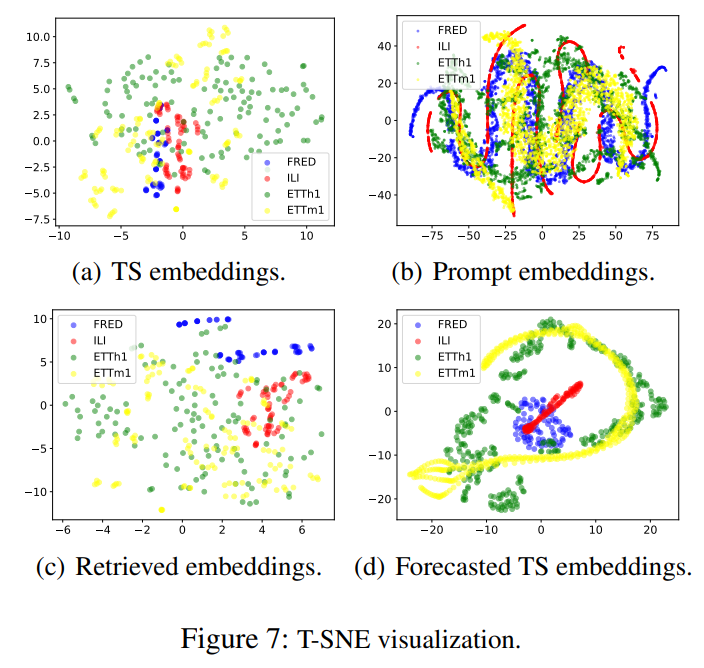 10.0
7.5
5.0
2.5
0.0
−2.5
−5.0
−7.5
−10
−5
0
5
10
FRED
ILI
ETTh1
ETTm1
(a) TS embeddings.
40
20
0
−20
−40
−75
−50
−25
0
25
50
75
FRED
ILI
ETTh1
ETTm1
(b) Prompt embeddings.
10
5
0
−5
−10
−6
−4
−2
0
2
4
6
FRED
ILI
ETTh1
ETTm1
(c) Retrieved embeddings.
20
10
0
−10
−20
−20
−10
0
10
20
FRED
ILI
ETTh1
ETTm1
(d) Forecasted TS embeddings.
Figure 7: T-SNE visualization.